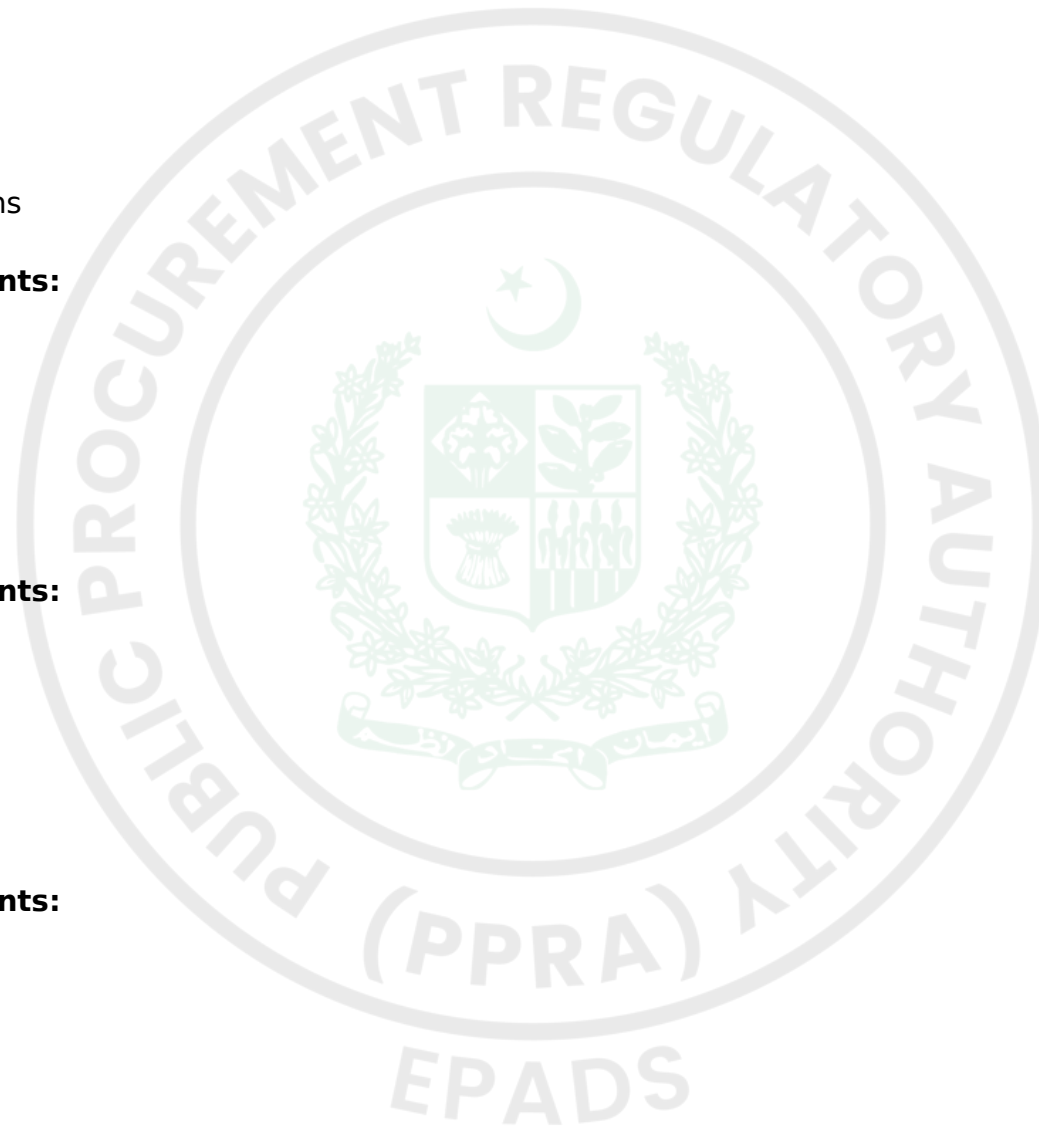 PUBLIC PROCUREMENT REGULATORY AUTHORITY
ns
nts:
nts:
nts:
(PPRA)
EPADS